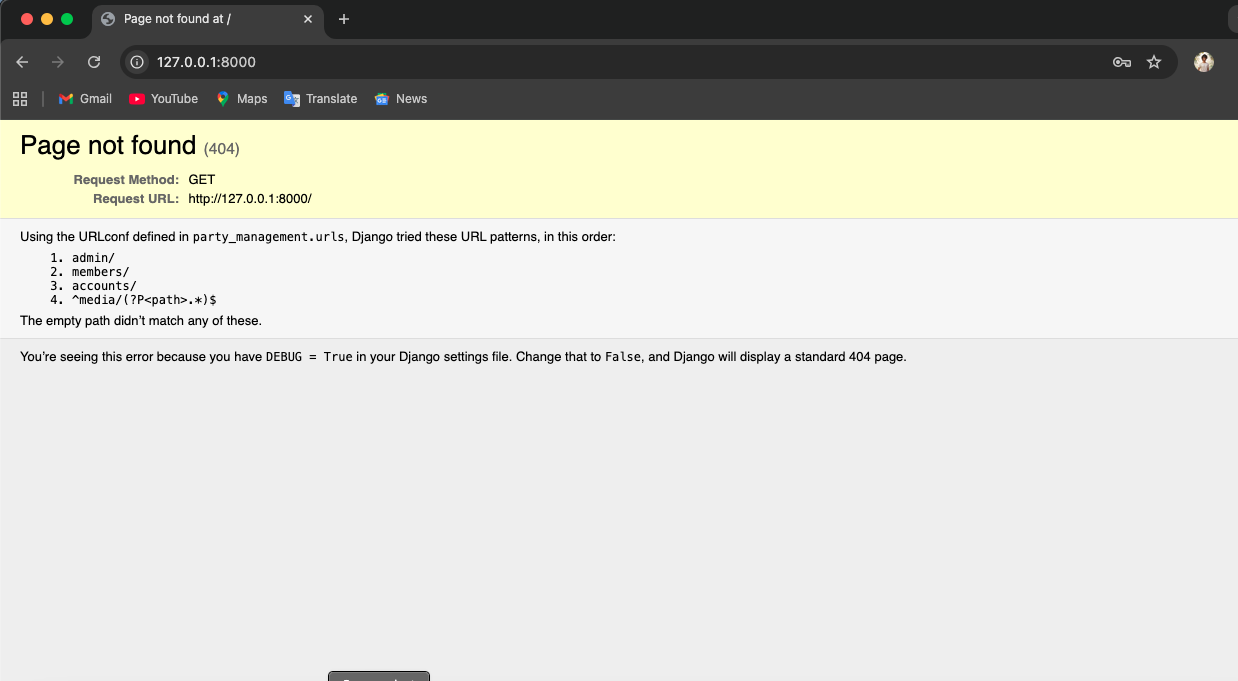 Page not found at /
127.0.0.1:8000
Gmail YouTube Maps Translate News
Page not found (404)
Request Method: GET
Request URL: http://127.0.0.1:8000/
Using the URLconf defined in party_management.urls, Django tried these URL patterns, in this order:
1. admin/
2. members/
3. accounts/
4. ^media/(?P<path>.*)$
The empty path didn’t match any of these.
You’re seeing this error because you have DEBUG = True in your Django settings file. Change that to False, and Django will display a standard 404 page.